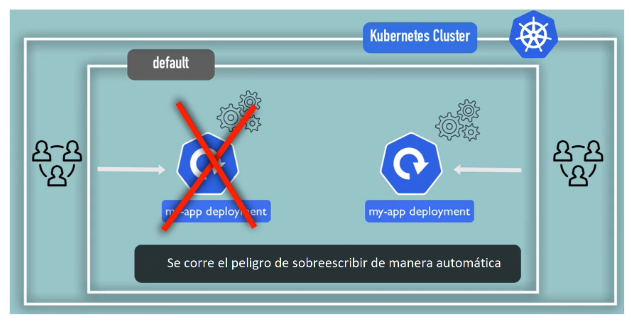 Kubernetes Cluster
default
my-app deployment
my-app deployment
Se corre el peligro de sobreescribir de manera automática